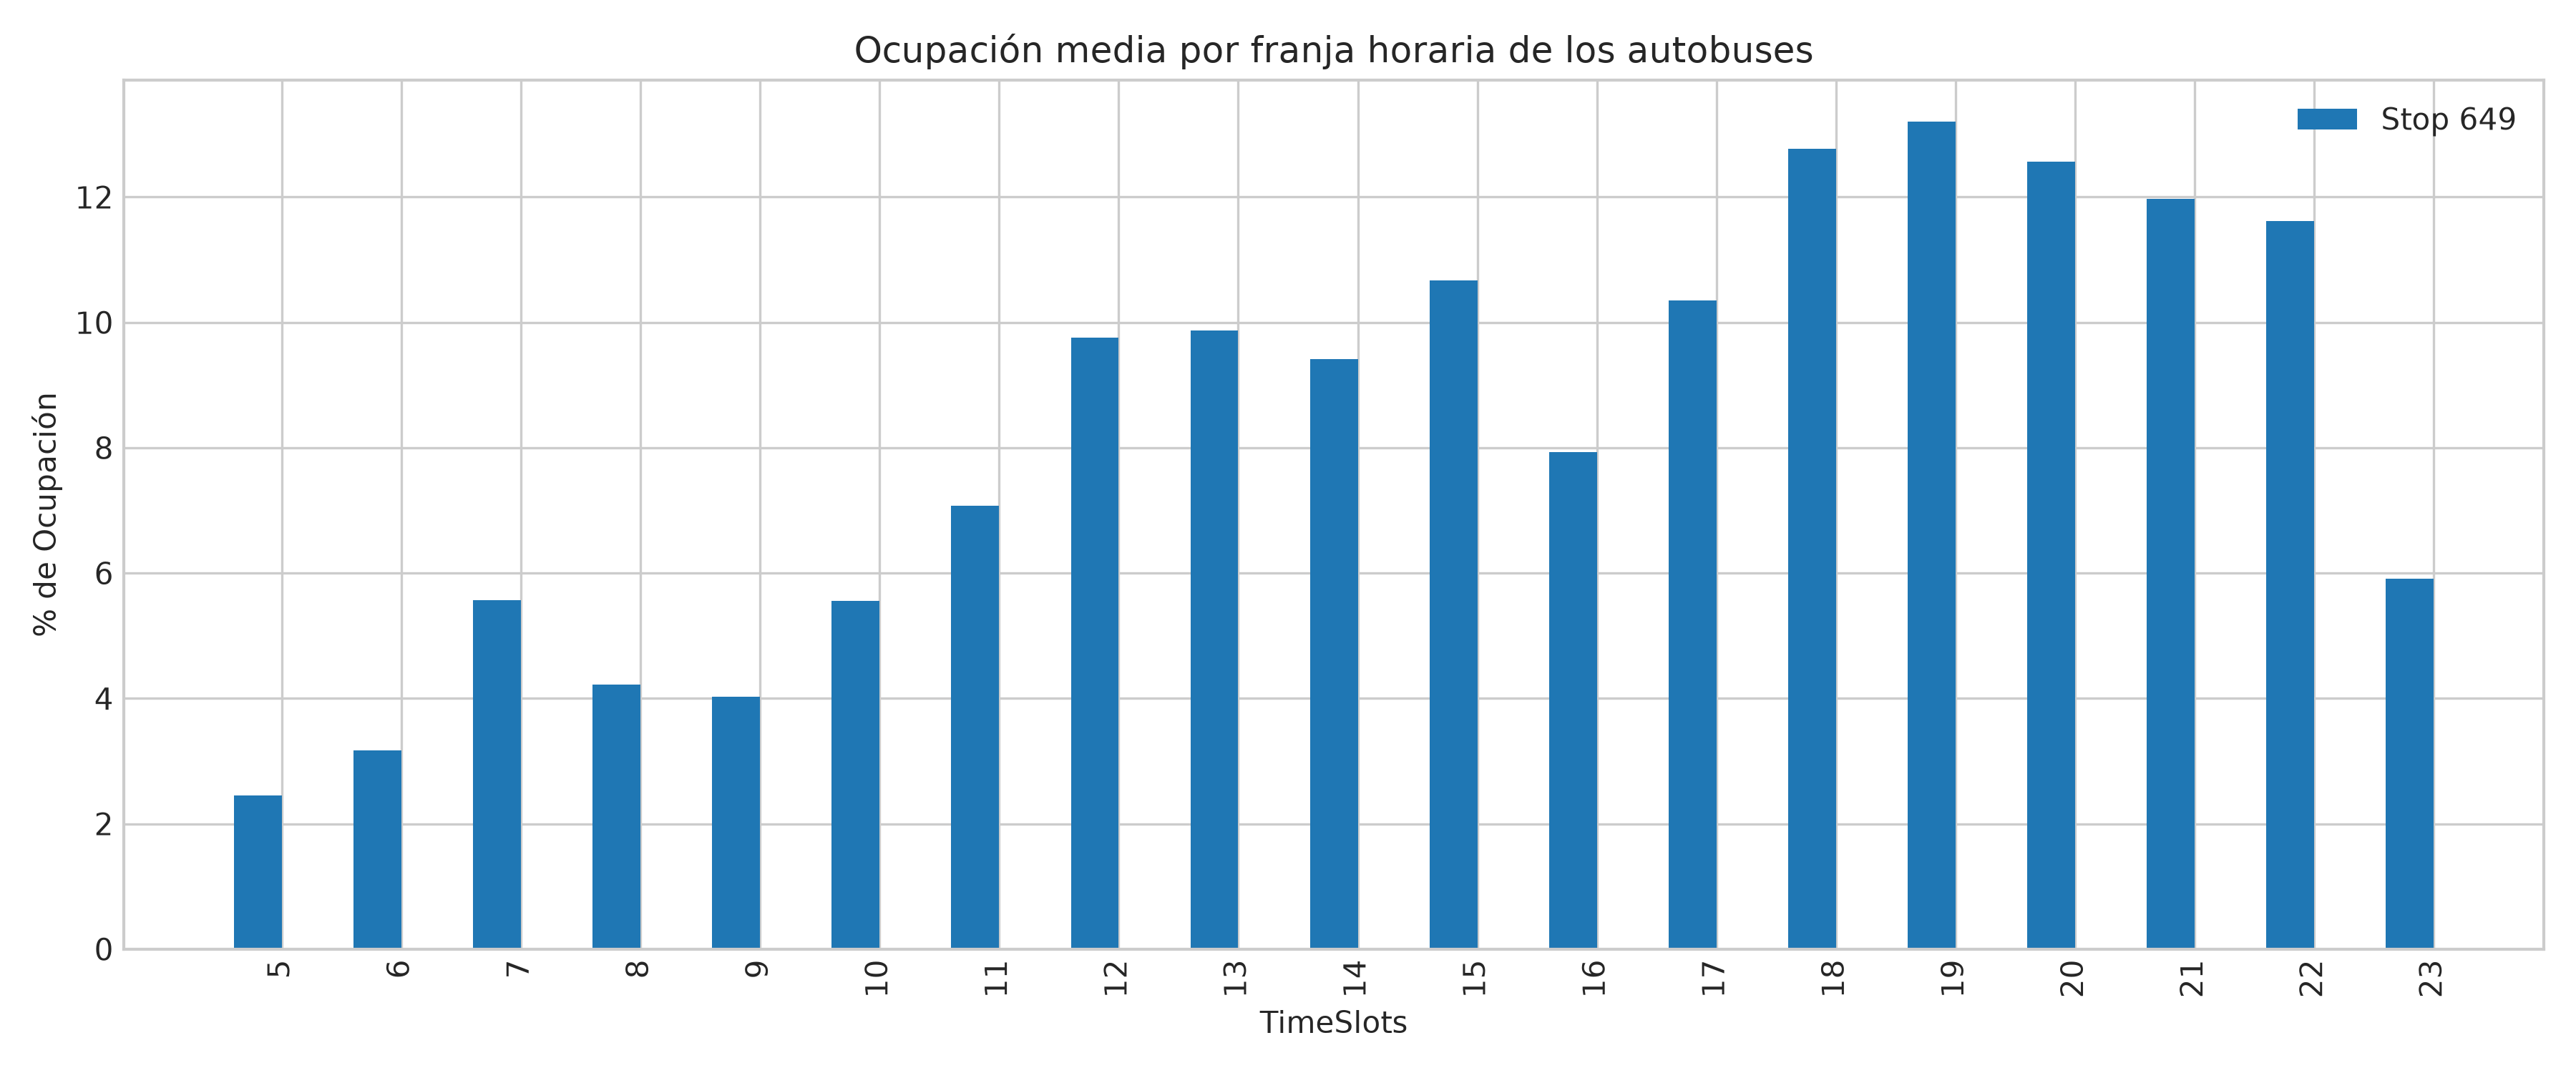 Ocupación media por franja horaria de los autobuses
Stop 649
% de Ocupación
12
10
8
6
4
2
0
5 6 7 8 9 10 11 12 13 14 15 16 17 18 19 20 21 22 23
TimeSlots